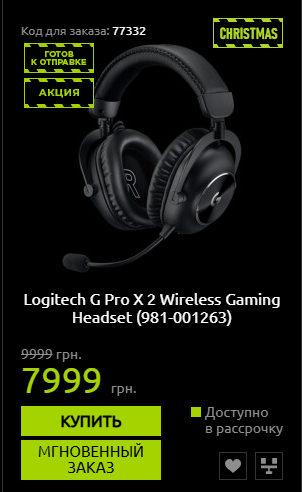 Код для заказа: 77332
CHRISTMAS
ГОТОВ
К ОТПРАВКЕ
АКЦИЯ
R
Logitech G Pro X 2 Wireless Gaming
Headset (981-001263)
9999 грн.
7999 грн.
КУПИТЬ
Доступно
в рассрочку
МГНОВЕННЫЙ
ЗАКАЗ